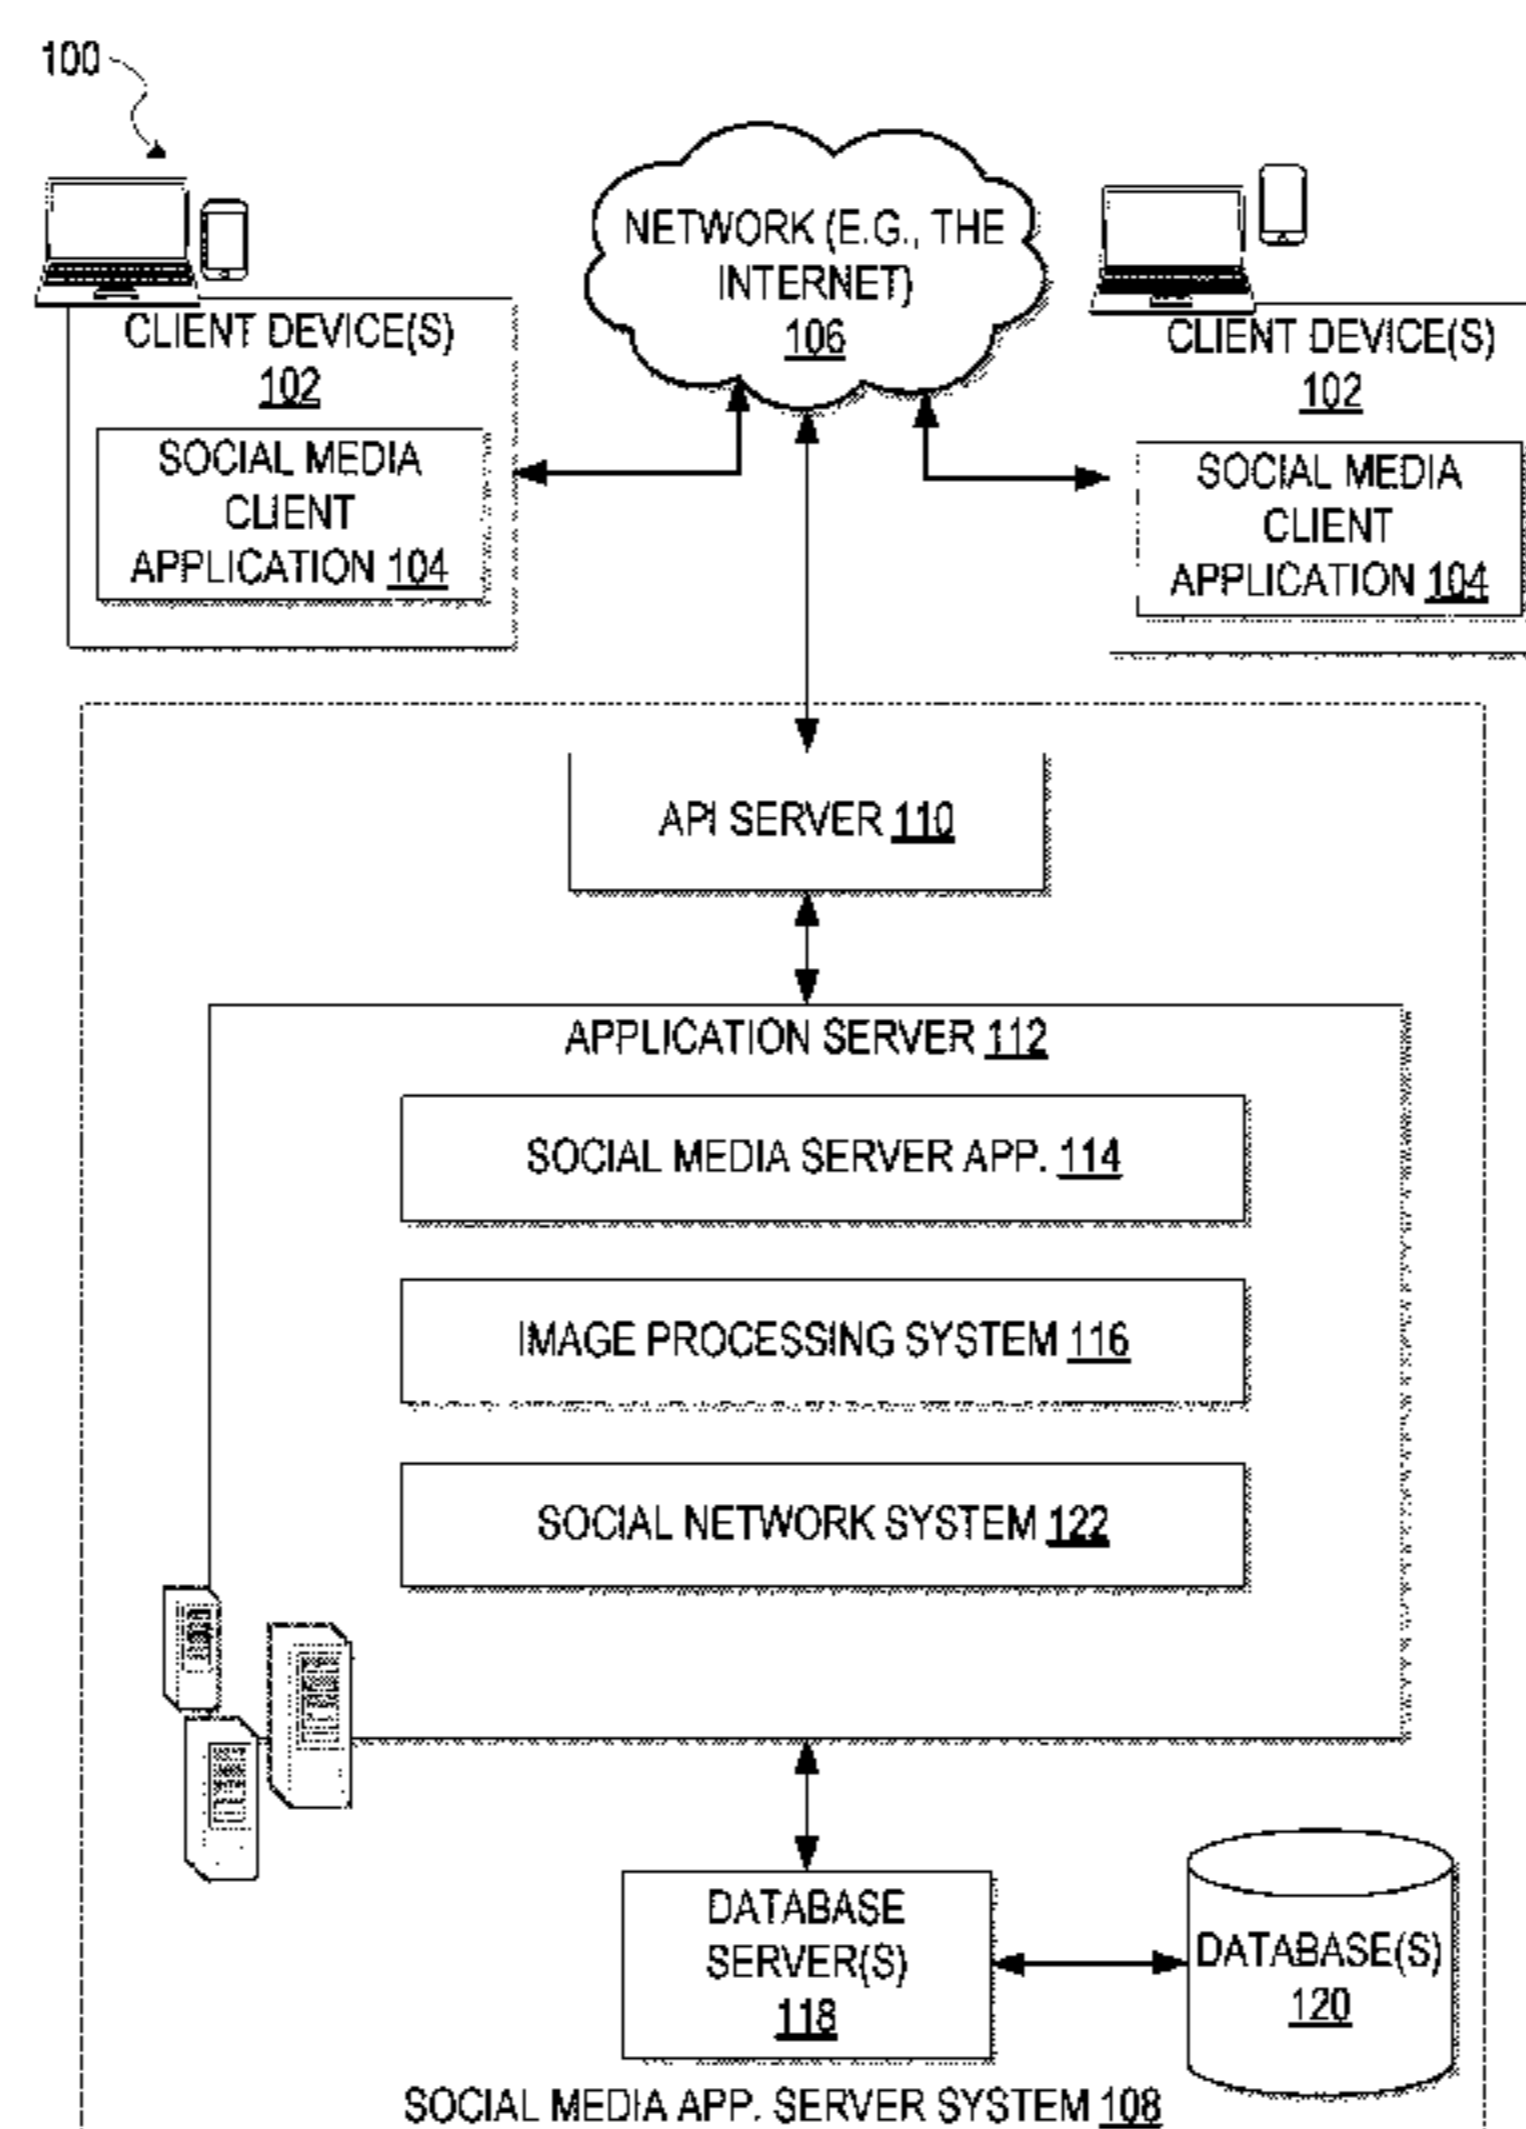 100
NETWORK (E.G., THE
INTERNET)
106
CLIENT DEVICE(S)
102
SOCIAL MEDIA
CLIENT
APPLICATION 104
CLIENT DEVICE(S)
102
SOCIAL MEDIA
CLIENT
APPLICATION 104
API SERVER 110
APPLICATION SERVER 112
SOCIAL MEDIA SERVER APP. 114
IMAGE PROCESSING SYSTEM 116
SOCIAL NETWORK SYSTEM 122
DATABASE
SERVER(S)
118
DATABASE(S)
120
SOCIAL MEDIA APP. SERVER SYSTEM 108